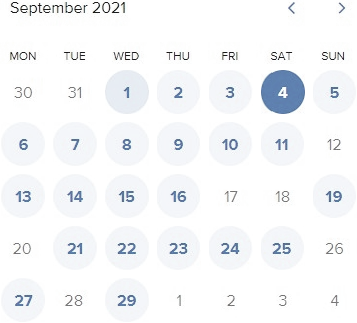 September 2021
MON TUE WED THU FRI SAT SUN
30 31 1 2 3 4 5
6 7 8 9 10 11 12
13 14 15 16 17 18 19
20 21 22 23 24 25 26
27 28 29 1 2 3 4